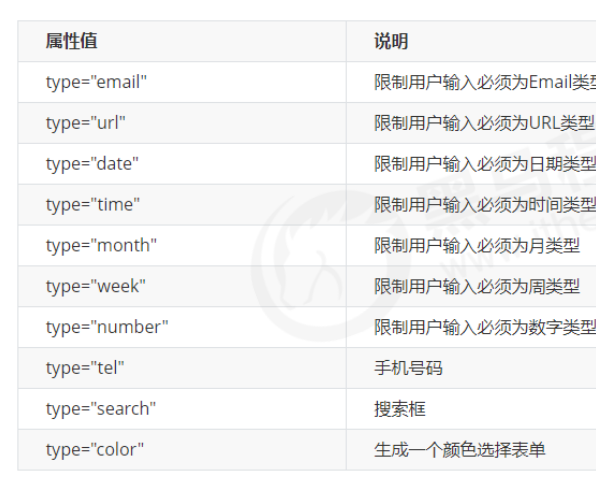 属性值 说明
type="email" 限制用户输入必须为Email类型
type="url" 限制用户输入必须为URL类型
type="date" 限制用户输入必须为日期类型
type="time" 限制用户输入必须为时间类型
type="month" 限制用户输入必须为月类型
type="week" 限制用户输入必须为周类型
type="number" 限制用户输入必须为数字类型
type="tel" 手机号码
type="search" 搜索框
type="color" 生成一个颜色选择表单